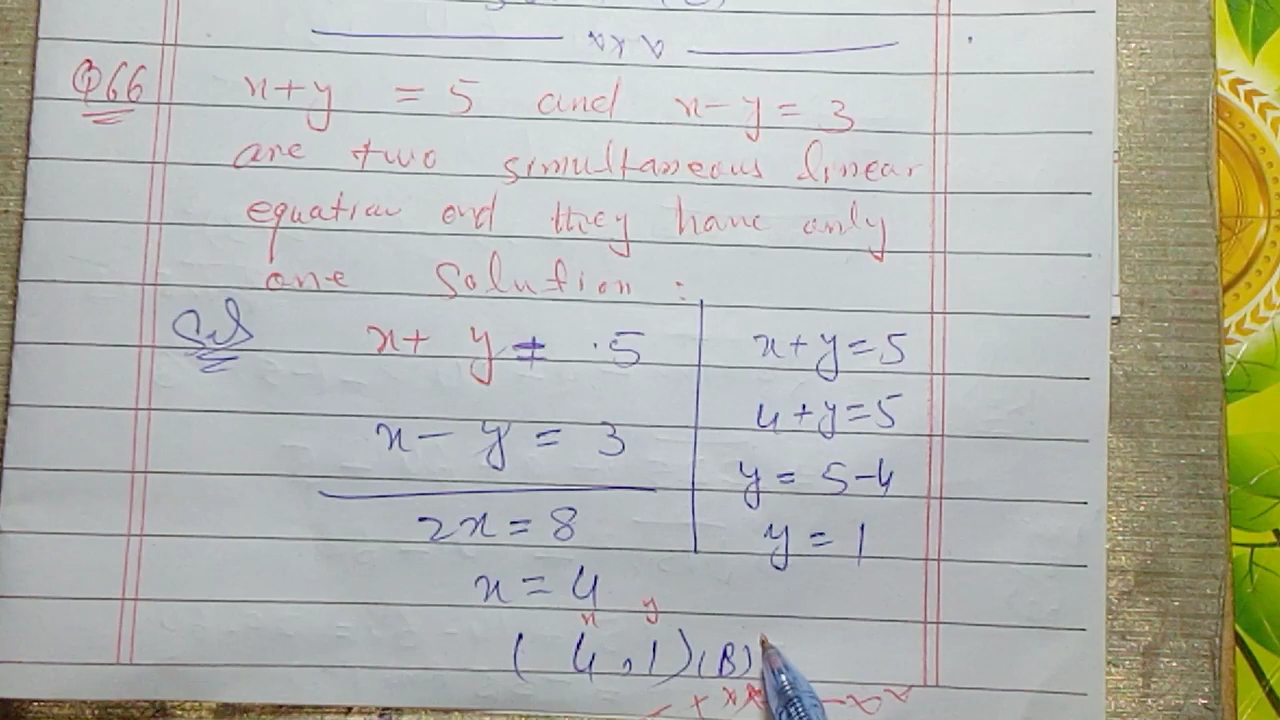 Q66 x+y = 5 and x-y=3
are two simultaneous linear
equation and they have only
one solution :
Sol x+ y = 5
x- y = 3
2x=8
x=4
x+y=5
4+y=5
y= 5-4
y=1
x y
(4,1)(B)